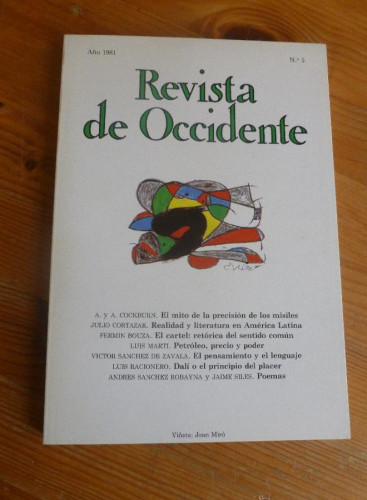 Año 1981
N.º 5
Revista
de Occidente
A. y A. COCKBURN. El mito de la precisión de los misiles
JULIO CORTAZAR. Realidad y literatura en América Latina
FERMIN BOUZA. El cartel: retórica del sentido común
LUIS MARTI. Petróleo, precio y poder
VICTOR SANCHEZ DE ZAVALA. El pensamiento y el lenguaje
LUIS RACIONERO. Dalí o el principio del placer
ANDRES SANCHEZ ROBAYNA y JAIME SILES. Poemas
Viñeta: Joan Miró